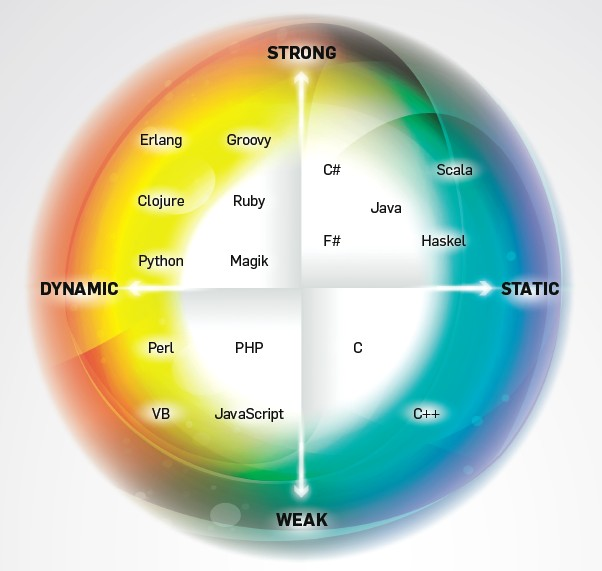 STRONG
Erlang
Groovy
C#
Scala
Clojure
Ruby
Java
F#
Haskel
Python
Magik
DYNAMIC
STATIC
Perl
PHP
C
VB
JavaScript
C++
WEAK